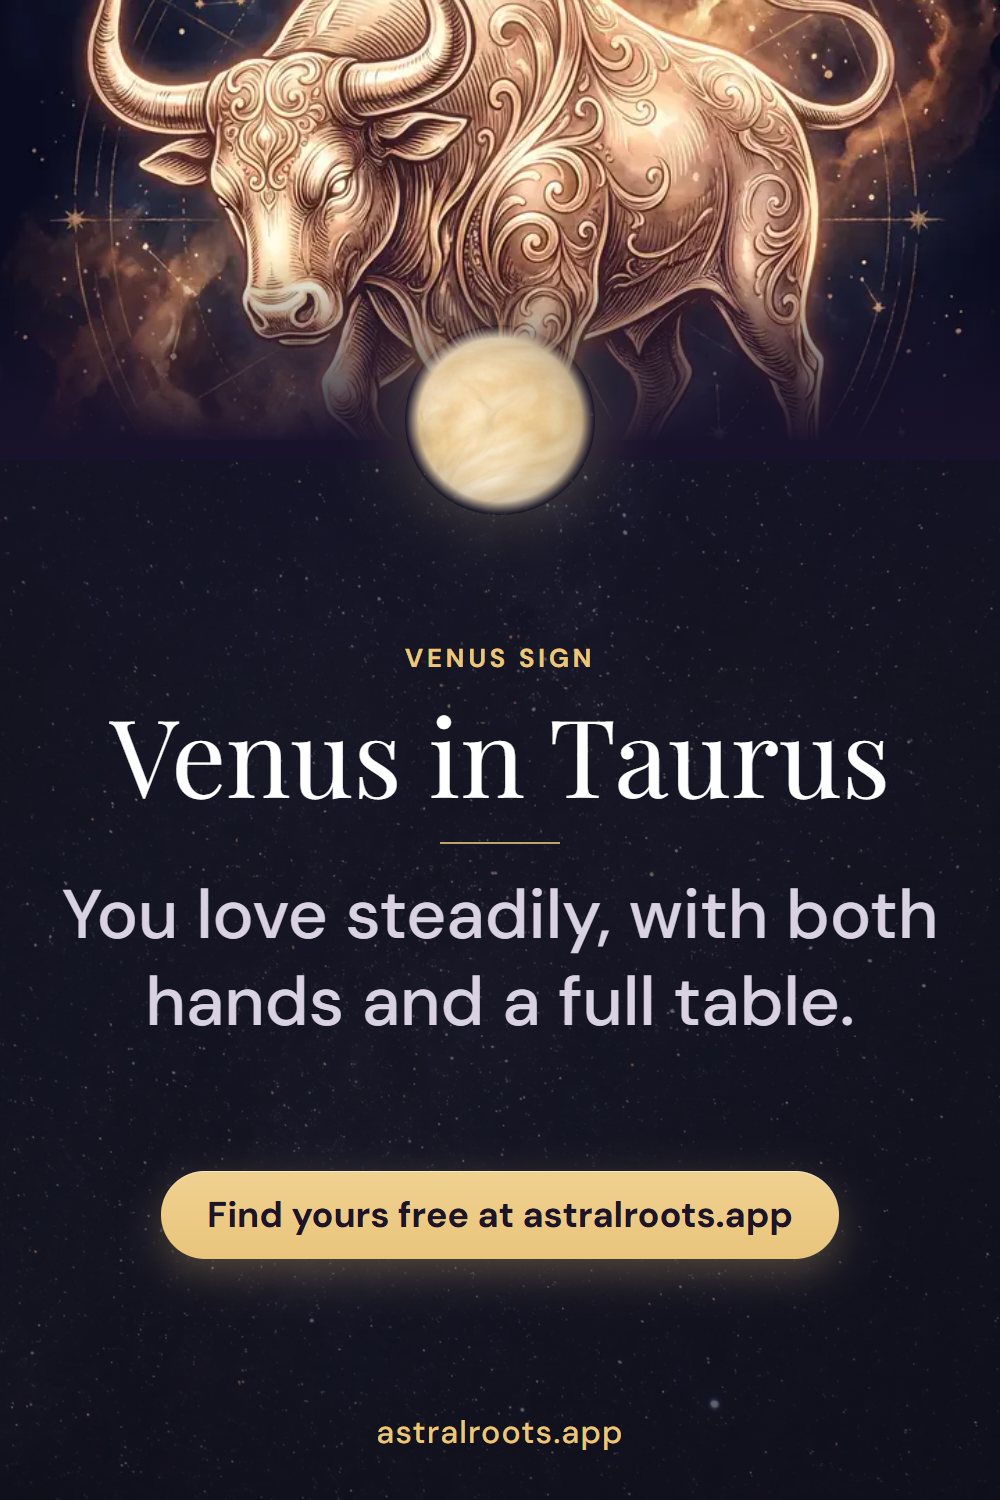 VENUS SIGN
Venus in Taurus
You love steadily, with both
hands and a full table.
Find yours free at astralroots.app
astralroots.app